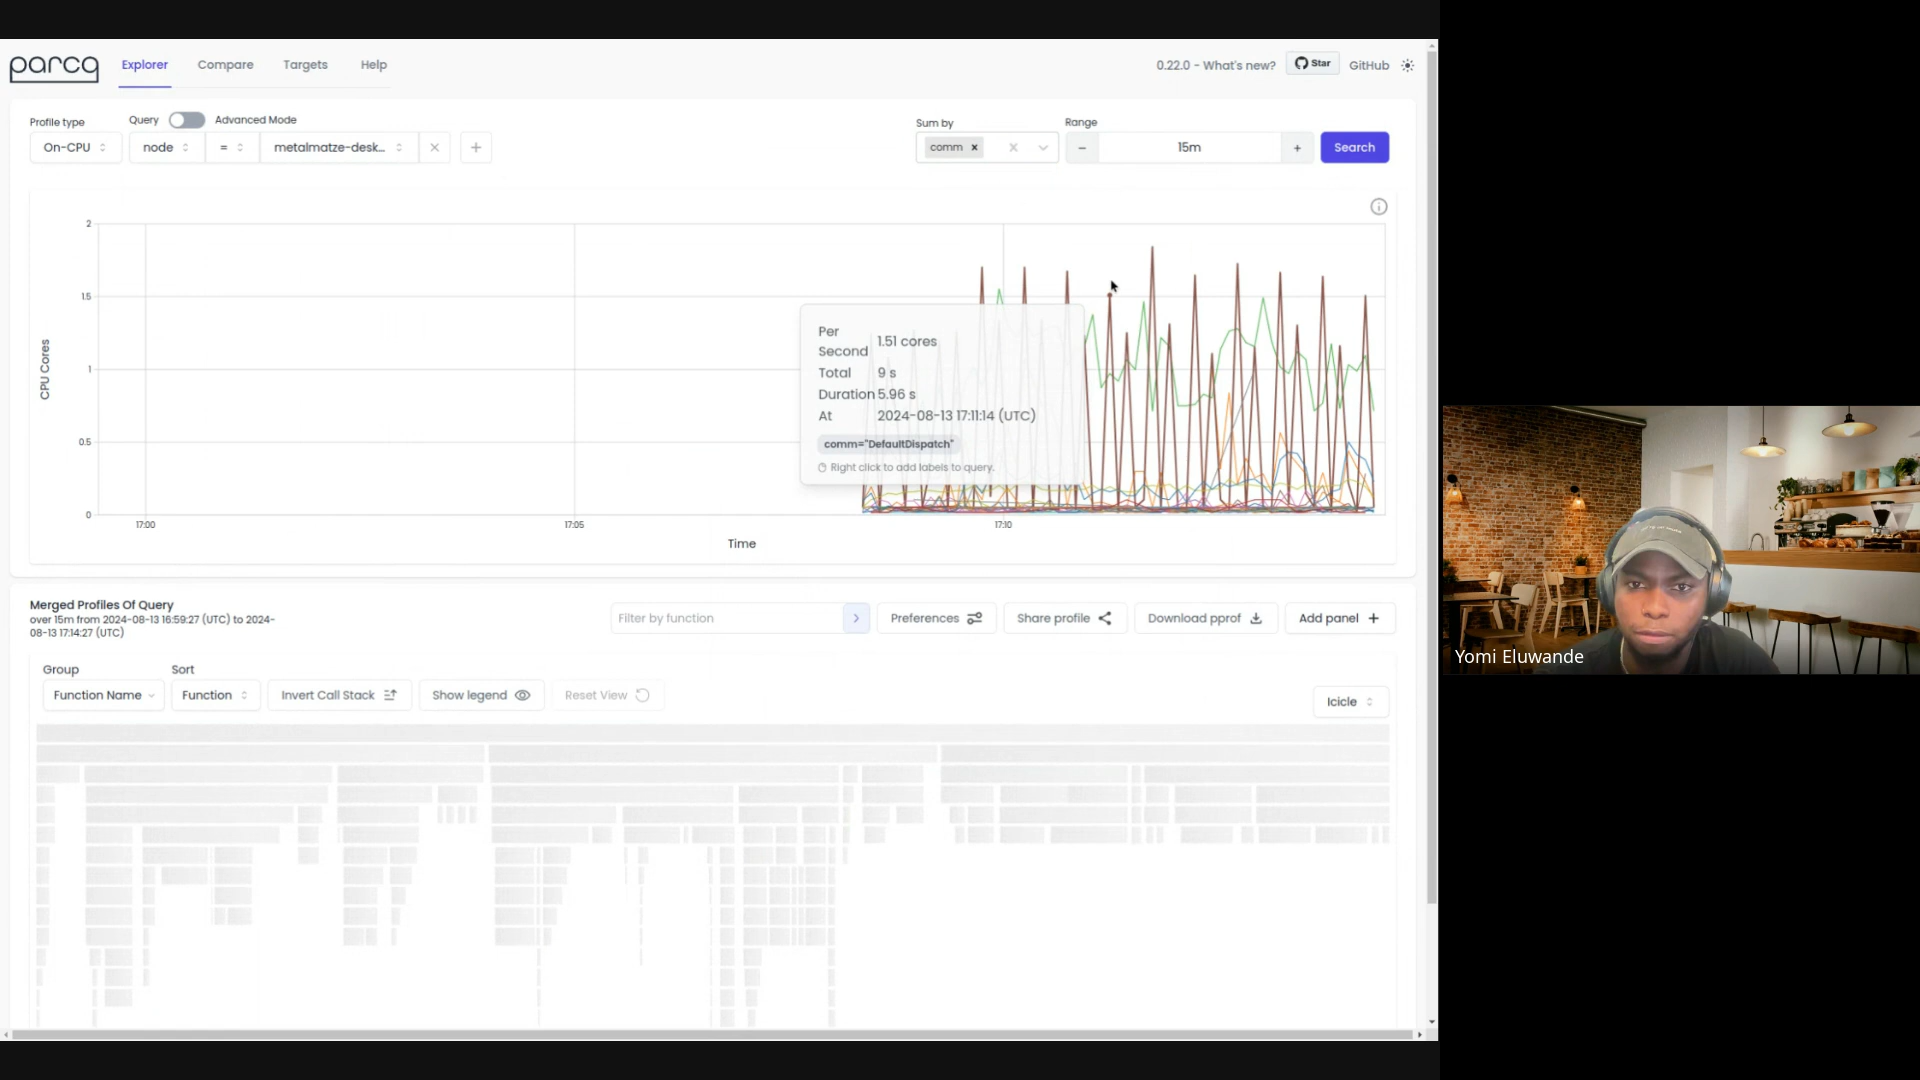 parca
Explorer
Compare
Targets
Help
0.22.0 - What's new?
Star
GitHub
Profile type
Query
Advanced Mode
On-CPU
node
=
metalmatze-desk...
Sum by
comm
Range
15m
Search
CPU Cores
2
1.5
1
0.5
0
Per
Second
1.51 cores
Total
9 s
Duration
5.96 s
At
2024-08-13 17:11:14 (UTC)
comm="DefaultDispatch"
Right click to add labels to query.
17:00
17:05
17:10
Time
Merged Profiles Of Query
over 15m from 2024-08-13 16:59:27 (UTC) to 2024-
08-13 17:14:27 (UTC)
Filter by function
Preferences
Share profile
Download pprof
Add panel
Group
Sort
Function Name
Function
Invert Call Stack
Show legend
Reset View
Icicle
Yomi Eluwande